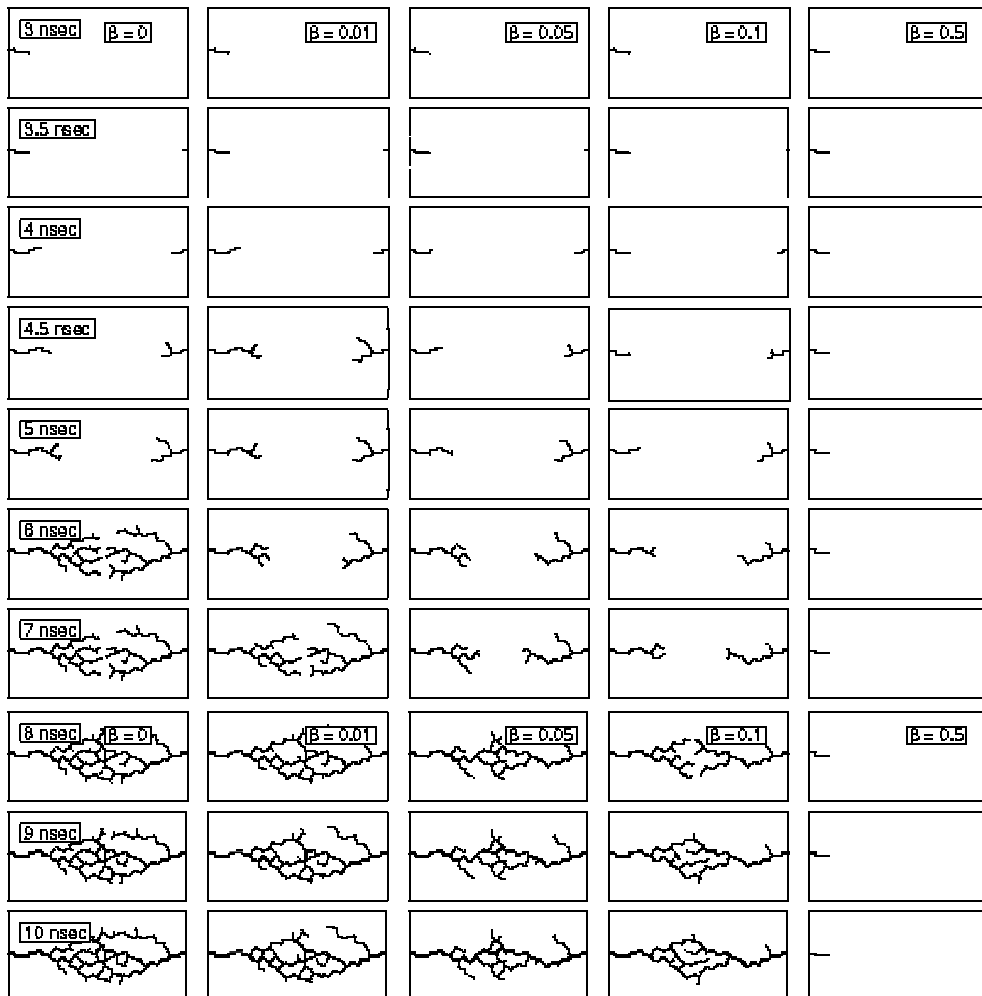 3 nsec β = 0 β = 0.01 β = 0.05 β = 0.1 β = 0.5
3.5 nsec
4 nsec
4.5 nsec
5 nsec
6 nsec
7 nsec
8 nsec β = 0 β = 0.01 β = 0.05 β = 0.1 β = 0.5
9 nsec
10 nsec